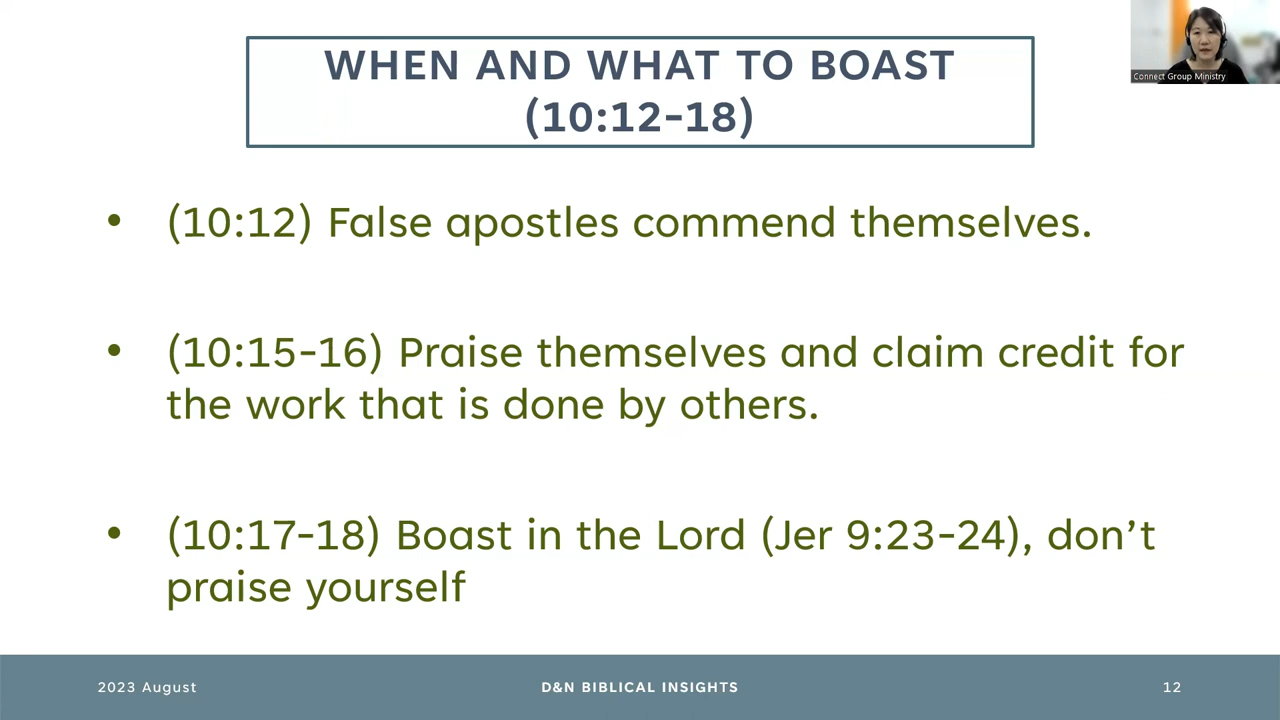 WHEN AND WHAT TO BOAST
(10:12-18)
Connect Group Ministry
• (10:12) False apostles commend themselves.
• (10:15-16) Praise themselves and claim credit for
the work that is done by others.
• (10:17-18) Boast in the Lord (Jer 9:23-24), don’t
praise yourself
2023 August
D&N BIBLICAL INSIGHTS
12